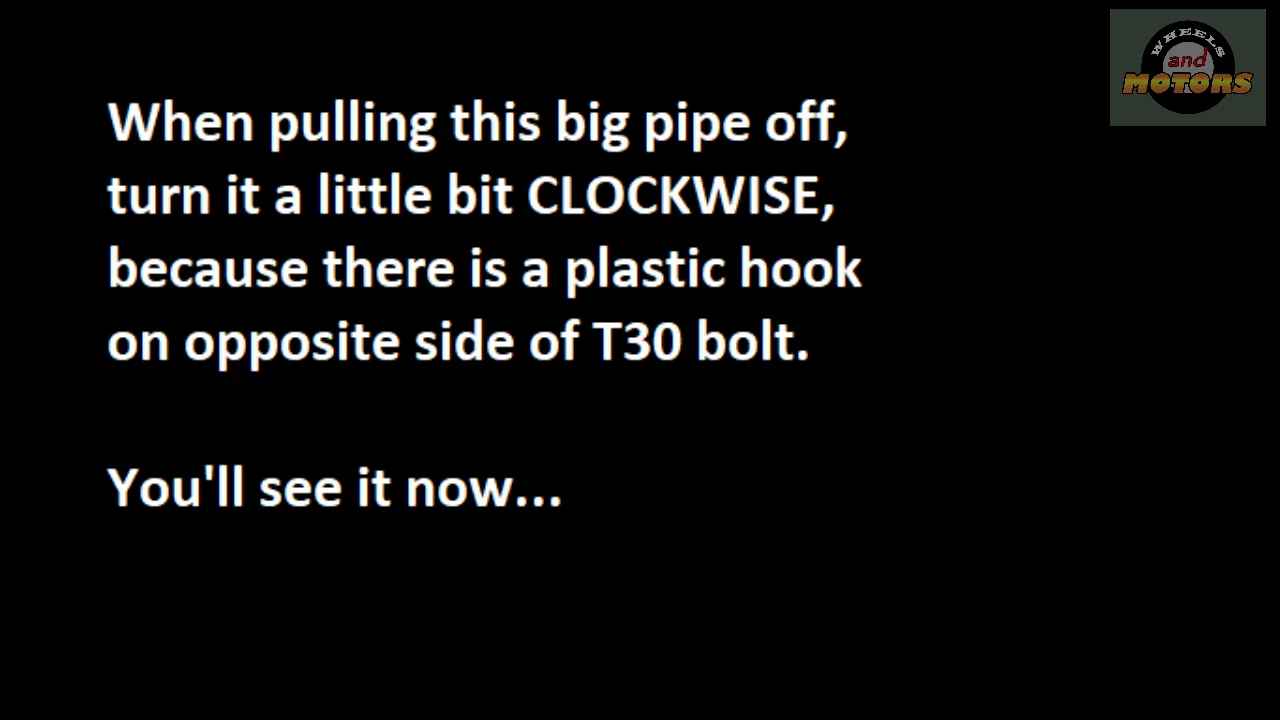 WHEELS
and
MOTORS
When pulling this big pipe off,
turn it a little bit CLOCKWISE,
because there is a plastic hook
on opposite side of T30 bolt.
You'll see it now...